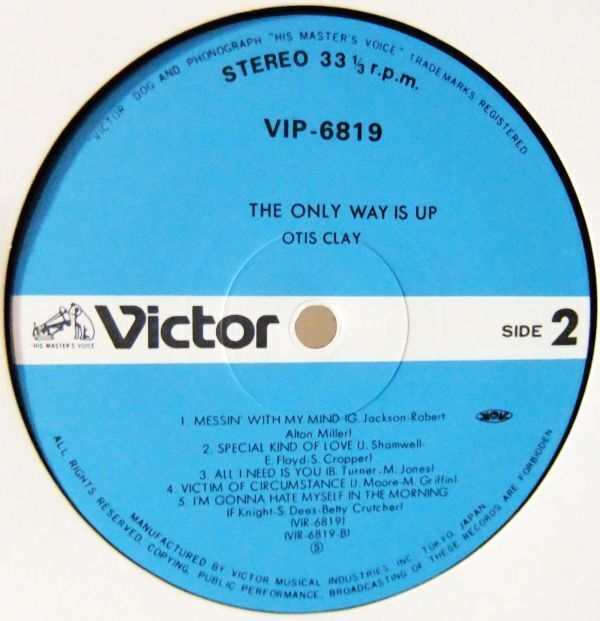 VICTOR DOG AND PHONOGRAPH "HIS MASTER'S VOICE" TRADEMARKS REGISTERED
STEREO 33 1/3 r.p.m.
VIP-6819
THE ONLY WAY IS UP
OTIS CLAY
"HIS MASTER'S VOICE"
Victor
SIDE 2
1. MESSIN' WITH MY MIND (G. Jackson-Robert
Alton Miller)
2. SPECIAL KIND OF LOVE (J. Shamwell-
E. Floyd-S. Cropper)
3. ALL I NEED IS YOU (B. Turner-M. Jones)
4. VICTIM OF CIRCUMSTANCE (J. Moore-M. Griffin)
5. I'M GONNA HATE MYSELF IN THE MORNING
(F Knight-S. Dees-Betty Crutcher)
(VIR-6819)
(VIR-6819-B)
Ⓢ
ALL RIGHTS RESERVED. COPYING, PUBLIC PERFORMANCE, BROADCASTING OF THESE RECORDS ARE FORBIDDEN
MANUFACTURED BY VICTOR MUSICAL INDUSTRIES, INC. TOKYO, JAPAN